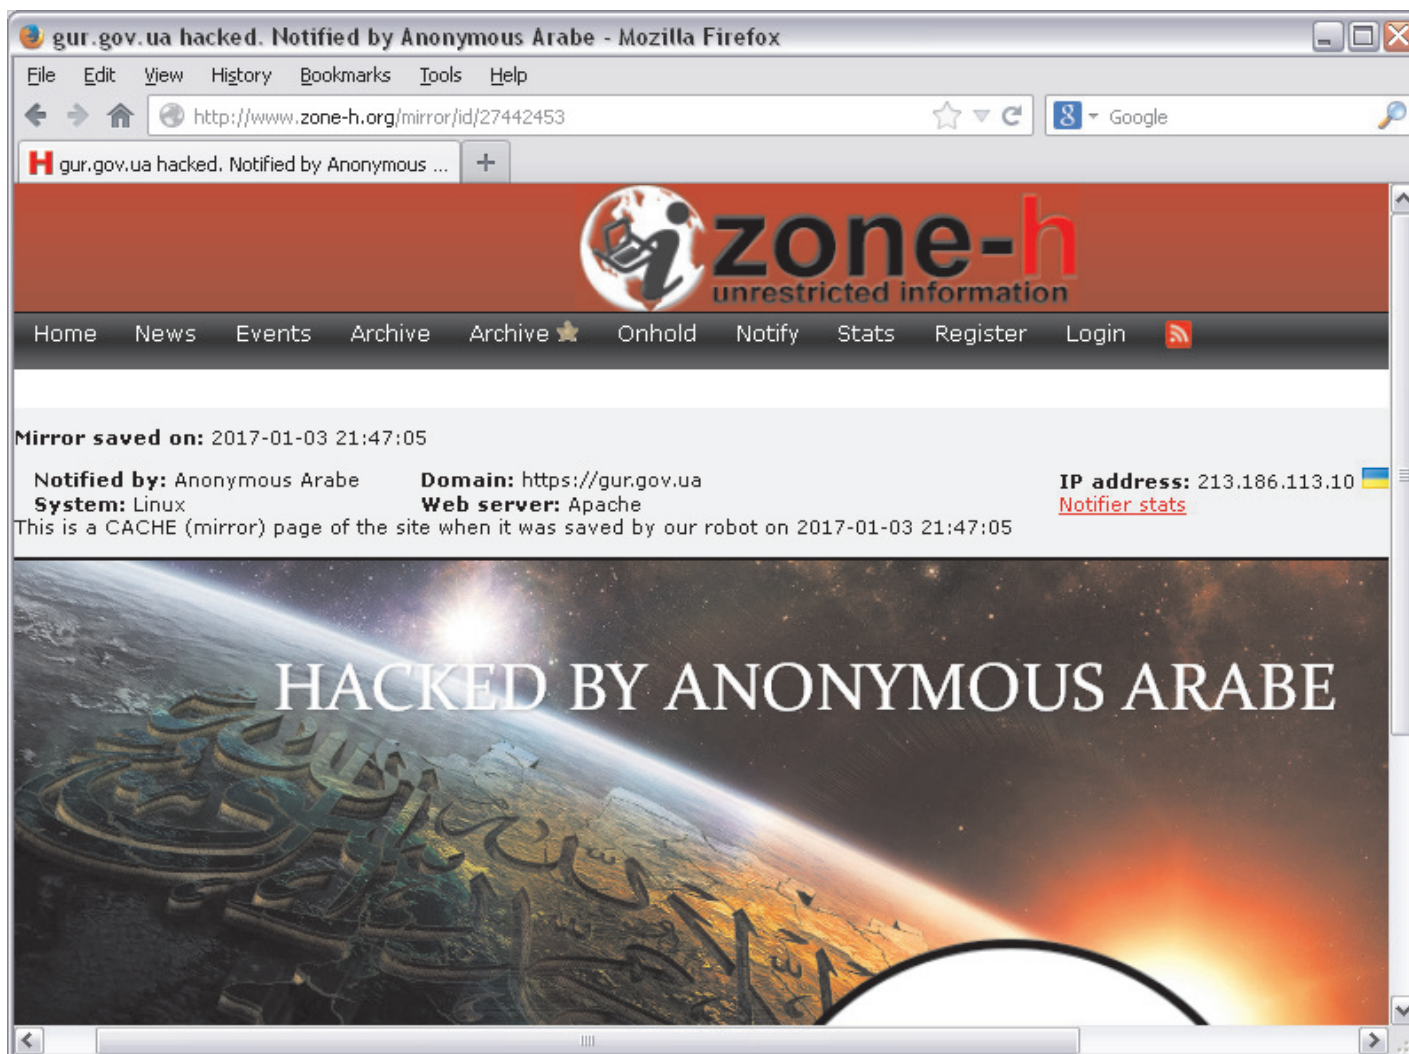 gur.gov.ua hacked. Notified by Anonymous Arabe - Mozilla Firefox
File Edit View History Bookmarks Tools Help
http://www.zone-h.org/mirror/id/27442453
8 Google
H gur.gov.ua hacked. Notified by Anonymous ... +
zone-h
unrestricted information
Home News Events Archive Archive Onhold Notify Stats Register Login
Mirror saved on: 2017-01-03 21:47:05
Notified by: Anonymous Arabe Domain: https://gur.gov.ua IP address: 213.186.113.10
System: Linux Web server: Apache Notifier stats
This is a CACHE (mirror) page of the site when it was saved by our robot on 2017-01-03 21:47:05
HACKED BY ANONYMOUS ARABE